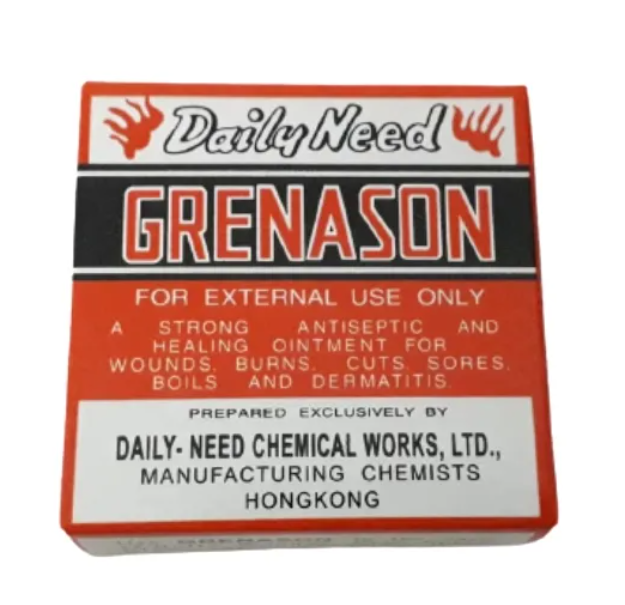 Daily Need
GRENASON
FOR EXTERNAL USE ONLY
A STRONG ANTISEPTIC AND
HEALING OINTMENT FOR
WOUNDS, BURNS, CUTS, SORES,
BOILS AND DERMATITIS.
PREPARED EXCLUSIVELY BY
DAILY-NEED CHEMICAL WORKS, LTD.,
MANUFACTURING CHEMISTS
HONGKONG
GRENASON